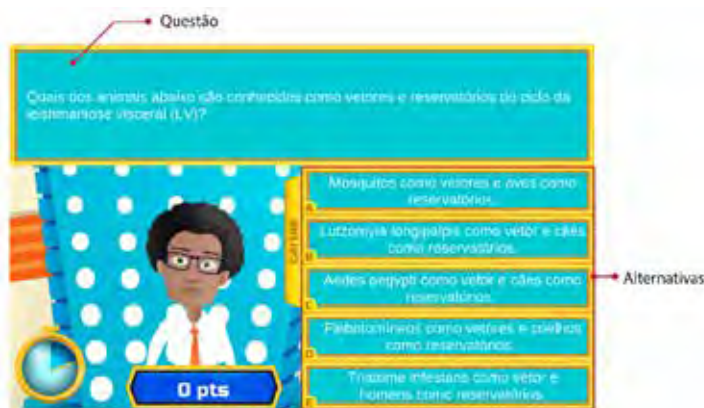 Questão
Quais dos animais abaixo são conhecidos como vetores e reservatórios do ciclo da
leishmaniose visceral (LV)?
Mosquitos como vetores e aves como
reservatórios.
A
Lutzomyia longipalpis como vetor e cães
como reservatórios.
B
Aedes aegypti como vetor e cães como
reservatórios.
C
Alternativas
Flebotomíneos como vetores e coelhos
como reservatórios.
D
Triatoma infestans como vetor e
homens como reservatórios.
E
0 pts